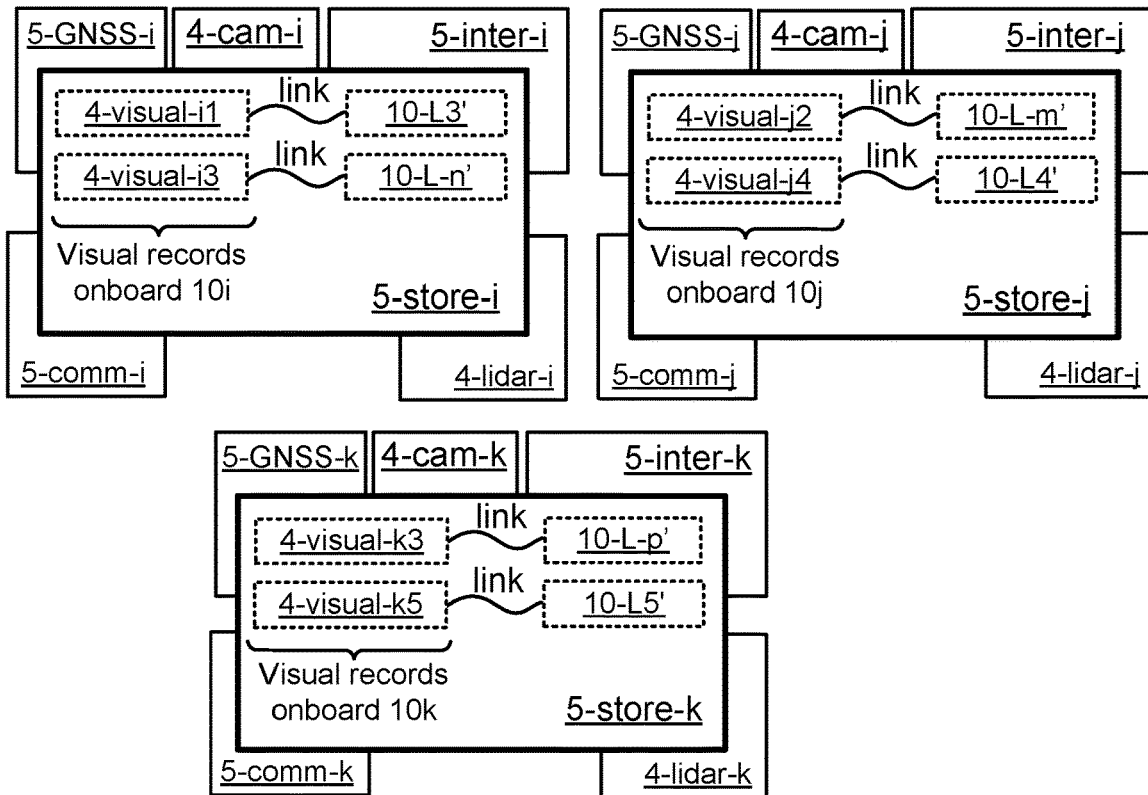 5-GNSS-i 4-cam-i 5-inter-i
4-visual-i1 link 10-L3'
4-visual-i3 link 10-L-n’
Visual records
onboard 10i
5-store-i
5-comm-i 4-lidar-i
5-GNSS-j 4-cam-j 5-inter-j
4-visual-j2 link 10-L-m’
4-visual-j4 link 10-L4'
Visual records
onboard 10j
5-store-j
5-comm-j 4-lidar-j
5-GNSS-k 4-cam-k 5-inter-k
4-visual-k3 link 10-L-p’
4-visual-k5 link 10-L5'
Visual records
onboard 10k
5-store-k
5-comm-k 4-lidar-k